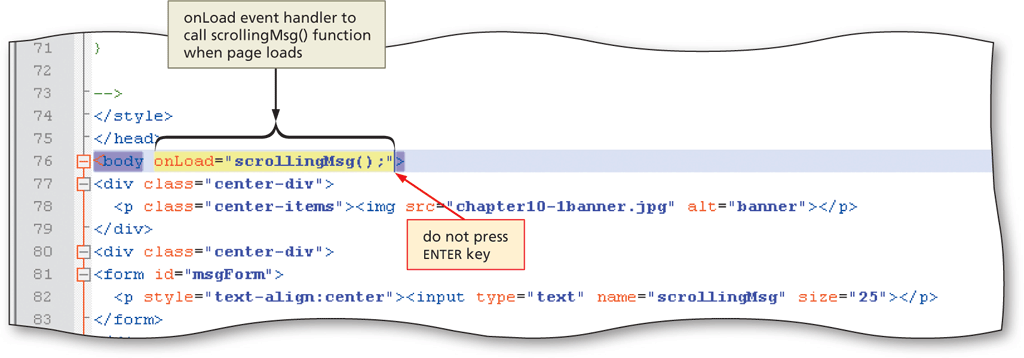 onLoad event handler to
call scrollingMsg() function
when page loads
71 }
72
73 -->
74 </style>
75 </head>
76 <body onLoad="scrollingMsg();">
77 <div class="center-div">
78 <p class="center-items"><img src="chapter10-1banner.jpg" alt="banner"></p>
79 </div>
80 <div class="center-div">
81 <form id="msgForm">
82 <p style="text-align:center"><input type="text" name="scrollingMsg" size="25"></p>
83 </form>
do not press
ENTER key